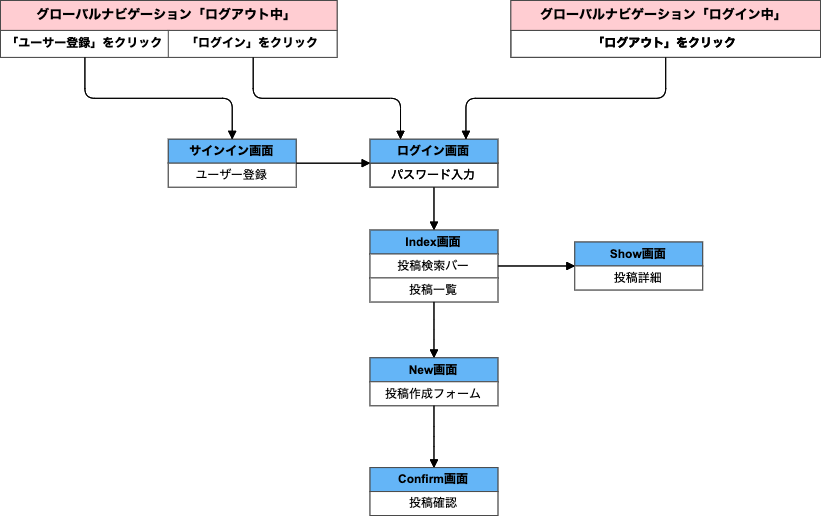 グローバルナビゲーション「ログアウト中」
「ユーサー登録」をクリック
「ログイン」をクリック
グローバルナビゲーション「ログイン中」
「ログアウト」をクリック
サインイン画面
ユーザー登録
ログイン画面
パスワード入力
Index画面
投稿検索バー
投稿一覧
Show画面
投稿詳細
New画面
投稿作成フォーム
Confirm画面
投稿確認